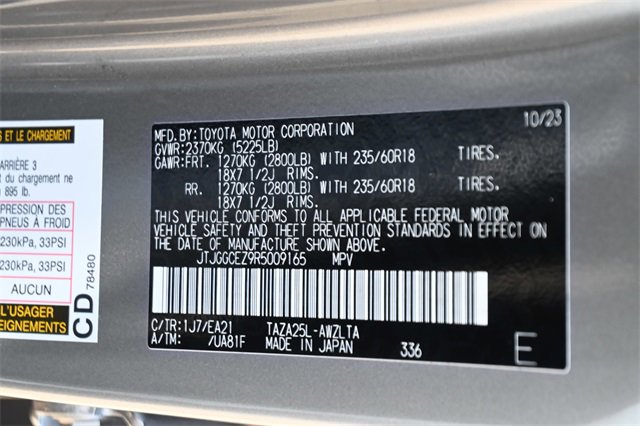 S ET LE CHARGEMENT
ARRIÈRE 3
t du chargement ne
u 895 lb.
PRESSION DES
PNEUS À FROID
230kPa, 33PSI
230kPa, 33PSI
AUCUN
L'USAGER
EIGNEMENTS
CD 78480
10/23
MFD.BY:TOYOTA MOTOR CORPORATION
GVWR:2370KG (5225LB)
GAWR:FRT. 1270KG (2800LB) WITH 235/60R18 TIRES.
18X7 1/2J RIMS.
RR. 1270KG (2800LB) WITH 235/60R18 TIRES.
18X7 1/2J RIMS.
THIS VEHICLE CONFORMS TO ALL APPLICABLE FEDERAL MOTOR
VEHICLE SAFETY AND THEFT PREVENTION STANDARDS IN EFFECT ON
THE DATE OF MANUFACTURE SHOWN ABOVE.
JTJGGCEZ9R5009165 MPV
C/TR:1J7/EA21 TAZA25L-AWZLTA
A/TM: /UA81F MADE IN JAPAN 336
E